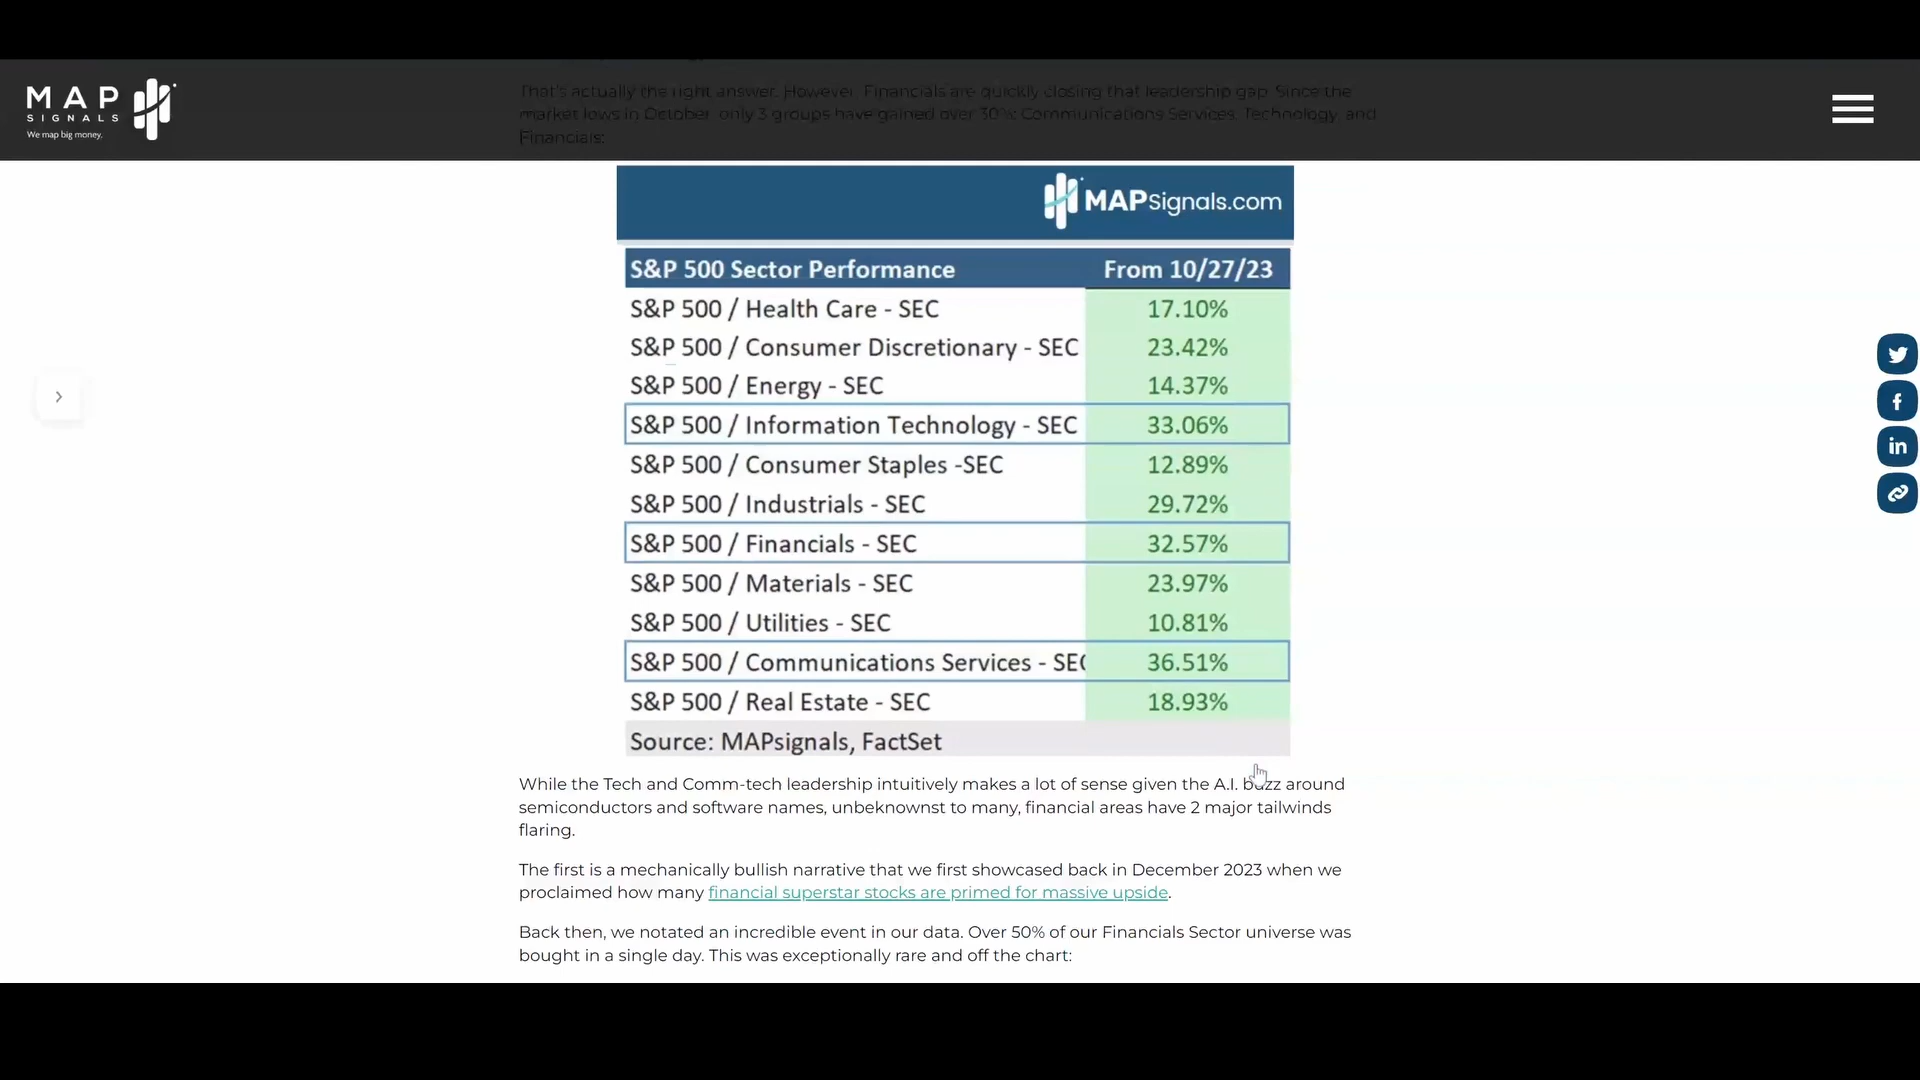 MAP
SIGNALS
We map big money.
That's actually the right answer. However, Financials are quickly closing that leadership gap. Since the
market lows in October, only 3 groups have gained over 30%: Communications Services, Technology, and
Financials:
MAPsignals.com
S&P 500 Sector Performance From 10/27/23
S&P 500 / Health Care - SEC 17.10%
S&P 500 / Consumer Discretionary - SEC 23.42%
S&P 500 / Energy - SEC 14.37%
S&P 500 / Information Technology - SEC 33.06%
S&P 500 / Consumer Staples -SEC 12.89%
S&P 500 / Industrials - SEC 29.72%
S&P 500 / Financials - SEC 32.57%
S&P 500 / Materials - SEC 23.97%
S&P 500 / Utilities - SEC 10.81%
S&P 500 / Communications Services - SEC 36.51%
S&P 500 / Real Estate - SEC 18.93%
Source: MAPsignals, FactSet
While the Tech and Comm-tech leadership intuitively makes a lot of sense given the A.I. buzz around
semiconductors and software names, unbeknownst to many, financial areas have 2 major tailwinds
flaring.
The first is a mechanically bullish narrative that we first showcased back in December 2023 when we
proclaimed how many financial superstar stocks are primed for massive upside.
Back then, we notated an incredible event in our data. Over 50% of our Financials Sector universe was
bought in a single day. This was exceptionally rare and off the chart: